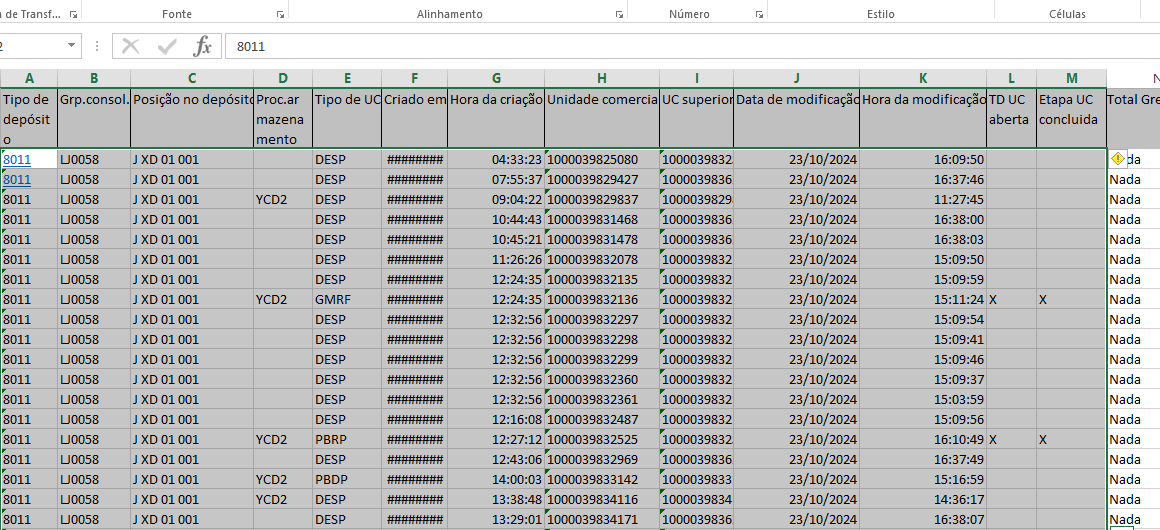 a de Transf... Fonte Alinhamento Número Estilo Células
2 fx 8011
A B C D E F G H I J K L M N
Tipo de depósito Grp.consol. Posição no depósito Proc.armazenamento Tipo de UC Criado em Hora da criação Unidade comercia UC superior Data de modificação Hora da modificação TD UC aberta Etapa UC concluida Total Gre
8011 LJ0058 J XD 01 001 DESP ######## 04:33:23 1000039825080 1000039832 23/10/2024 16:09:50 da
8011 LJ0058 J XD 01 001 DESP ######## 07:55:37 1000039829427 1000039836 23/10/2024 16:37:46 Nada
8011 LJ0058 J XD 01 001 YCD2 DESP ######## 09:04:22 1000039829837 1000039829 23/10/2024 11:27:45 Nada
8011 LJ0058 J XD 01 001 DESP ######## 10:44:43 1000039831468 1000039836 23/10/2024 16:38:00 Nada
8011 LJ0058 J XD 01 001 DESP ######## 10:45:21 1000039831478 1000039836 23/10/2024 16:38:03 Nada
8011 LJ0058 J XD 01 001 DESP ######## 11:26:26 1000039832078 1000039832 23/10/2024 15:09:50 Nada
8011 LJ0058 J XD 01 001 DESP ######## 12:24:35 1000039832135 1000039832 23/10/2024 15:09:59 Nada
8011 LJ0058 J XD 01 001 YCD2 GMRF ######## 12:24:35 1000039832136 1000039832 23/10/2024 15:11:24 X X Nada
8011 LJ0058 J XD 01 001 DESP ######## 12:32:56 1000039832297 1000039832 23/10/2024 15:09:54 Nada
8011 LJ0058 J XD 01 001 DESP ######## 12:32:56 1000039832298 1000039832 23/10/2024 15:09:41 Nada
8011 LJ0058 J XD 01 001 DESP ######## 12:32:56 1000039832299 1000039832 23/10/2024 15:09:46 Nada
8011 LJ0058 J XD 01 001 DESP ######## 12:32:56 1000039832360 1000039832 23/10/2024 15:09:37 Nada
8011 LJ0058 J XD 01 001 DESP ######## 12:32:56 1000039832361 1000039832 23/10/2024 15:03:59 Nada
8011 LJ0058 J XD 01 001 DESP ######## 12:16:08 1000039832487 1000039832 23/10/2024 15:09:56 Nada
8011 LJ0058 J XD 01 001 YCD2 PBRP ######## 12:27:12 1000039832525 1000039832 23/10/2024 16:10:49 X X Nada
8011 LJ0058 J XD 01 001 DESP ######## 12:43:06 1000039832969 1000039836 23/10/2024 16:37:49 Nada
8011 LJ0058 J XD 01 001 YCD2 PBDP ######## 14:00:03 1000039833142 1000039833 23/10/2024 15:16:59 Nada
8011 LJ0058 J XD 01 001 YCD2 DESP ######## 13:38:48 1000039834116 1000039834 23/10/2024 14:36:17 Nada
8011 LJ0058 J XD 01 001 DESP ######## 13:29:01 1000039834171 1000039836 23/10/2024 16:38:07 Nada